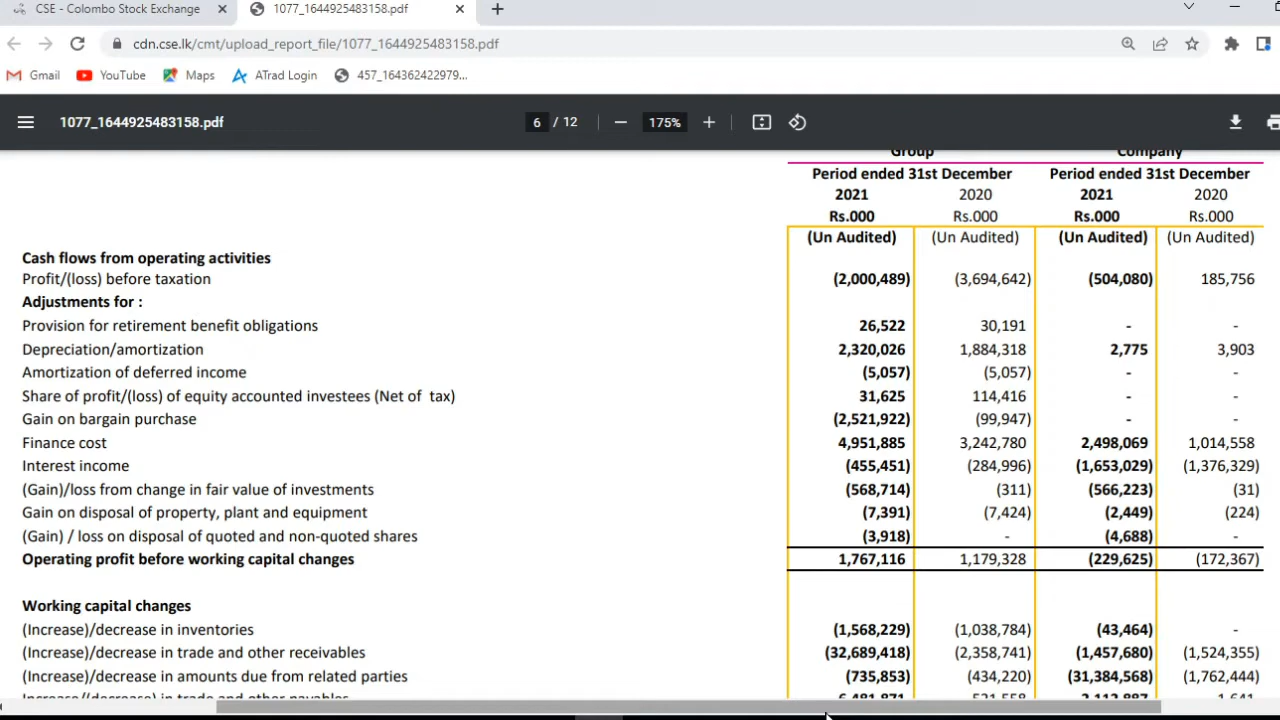 CSE - Colombo Stock Exchange
1077_1644925483158.pdf
cdn.cse.lk/cmt/upload_report_file/1077_1644925483158.pdf
Gmail YouTube Maps ATrad Login 457_164362422979...
1077_1644925483158.pdf 6 / 12 175%
Group Company
Period ended 31st December Period ended 31st December
2021 2020 2021 2020
Rs.000 Rs.000 Rs.000 Rs.000
(Un Audited) (Un Audited) (Un Audited) (Un Audited)
Cash flows from operating activities
Profit/(loss) before taxation (2,000,489) (3,694,642) (504,080) 185,756
Adjustments for :
Provision for retirement benefit obligations 26,522 30,191 - -
Depreciation/amortization 2,320,026 1,884,318 2,775 3,903
Amortization of deferred income (5,057) (5,057) - -
Share of profit/(loss) of equity accounted investees (Net of tax) 31,625 114,416 - -
Gain on bargain purchase (2,521,922) (99,947) - -
Finance cost 4,951,885 3,242,780 2,498,069 1,014,558
Interest income (455,451) (284,996) (1,653,029) (1,376,329)
(Gain)/loss from change in fair value of investments (568,714) (311) (566,223) (31)
Gain on disposal of property, plant and equipment (7,391) (7,424) (2,449) (224)
(Gain) / loss on disposal of quoted and non-quoted shares (3,918) - (4,688) -
Operating profit before working capital changes 1,767,116 1,179,328 (229,625) (172,367)
Working capital changes
(Increase)/decrease in inventories (1,568,229) (1,038,784) (43,464) -
(Increase)/decrease in trade and other receivables (32,689,418) (2,358,741) (1,457,680) (1,524,355)
(Increase)/decrease in amounts due from related parties (735,853) (434,220) (31,384,568) (1,762,444)